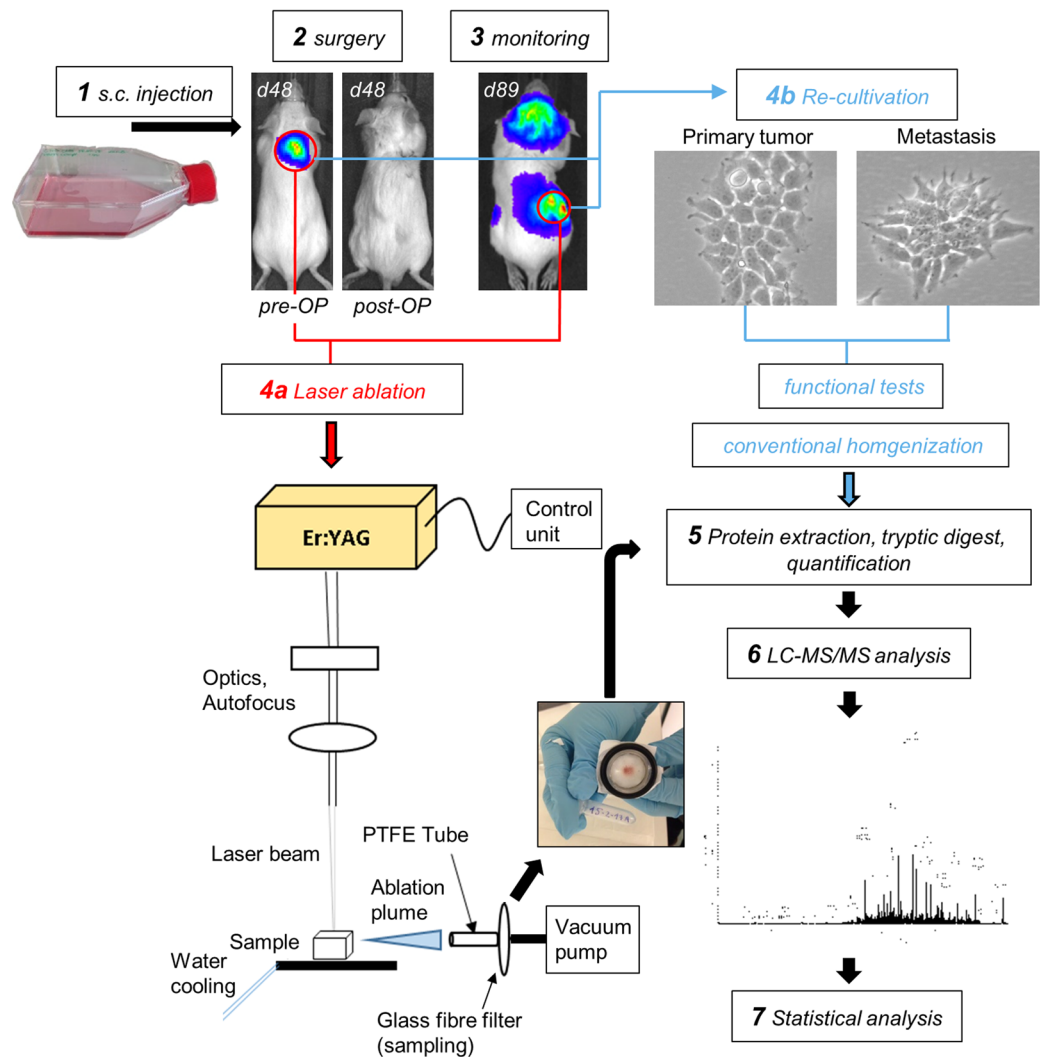 1 s.c. injection
2 surgery
3 monitoring
d48
d48
d89
pre-OP
post-OP
4b Re-cultivation
Primary tumor
Metastasis
functional tests
conventional homgenization
4a Laser ablation
Er:YAG
Control
unit
Optics,
Autofocus
Laser beam
PTFE Tube
Ablation
plume
Sample
Water
cooling
Vacuum
pump
Glass fibre filter
(sampling)
5 Protein extraction, tryptic digest,
quantification
6 LC-MS/MS analysis
7 Statistical analysis